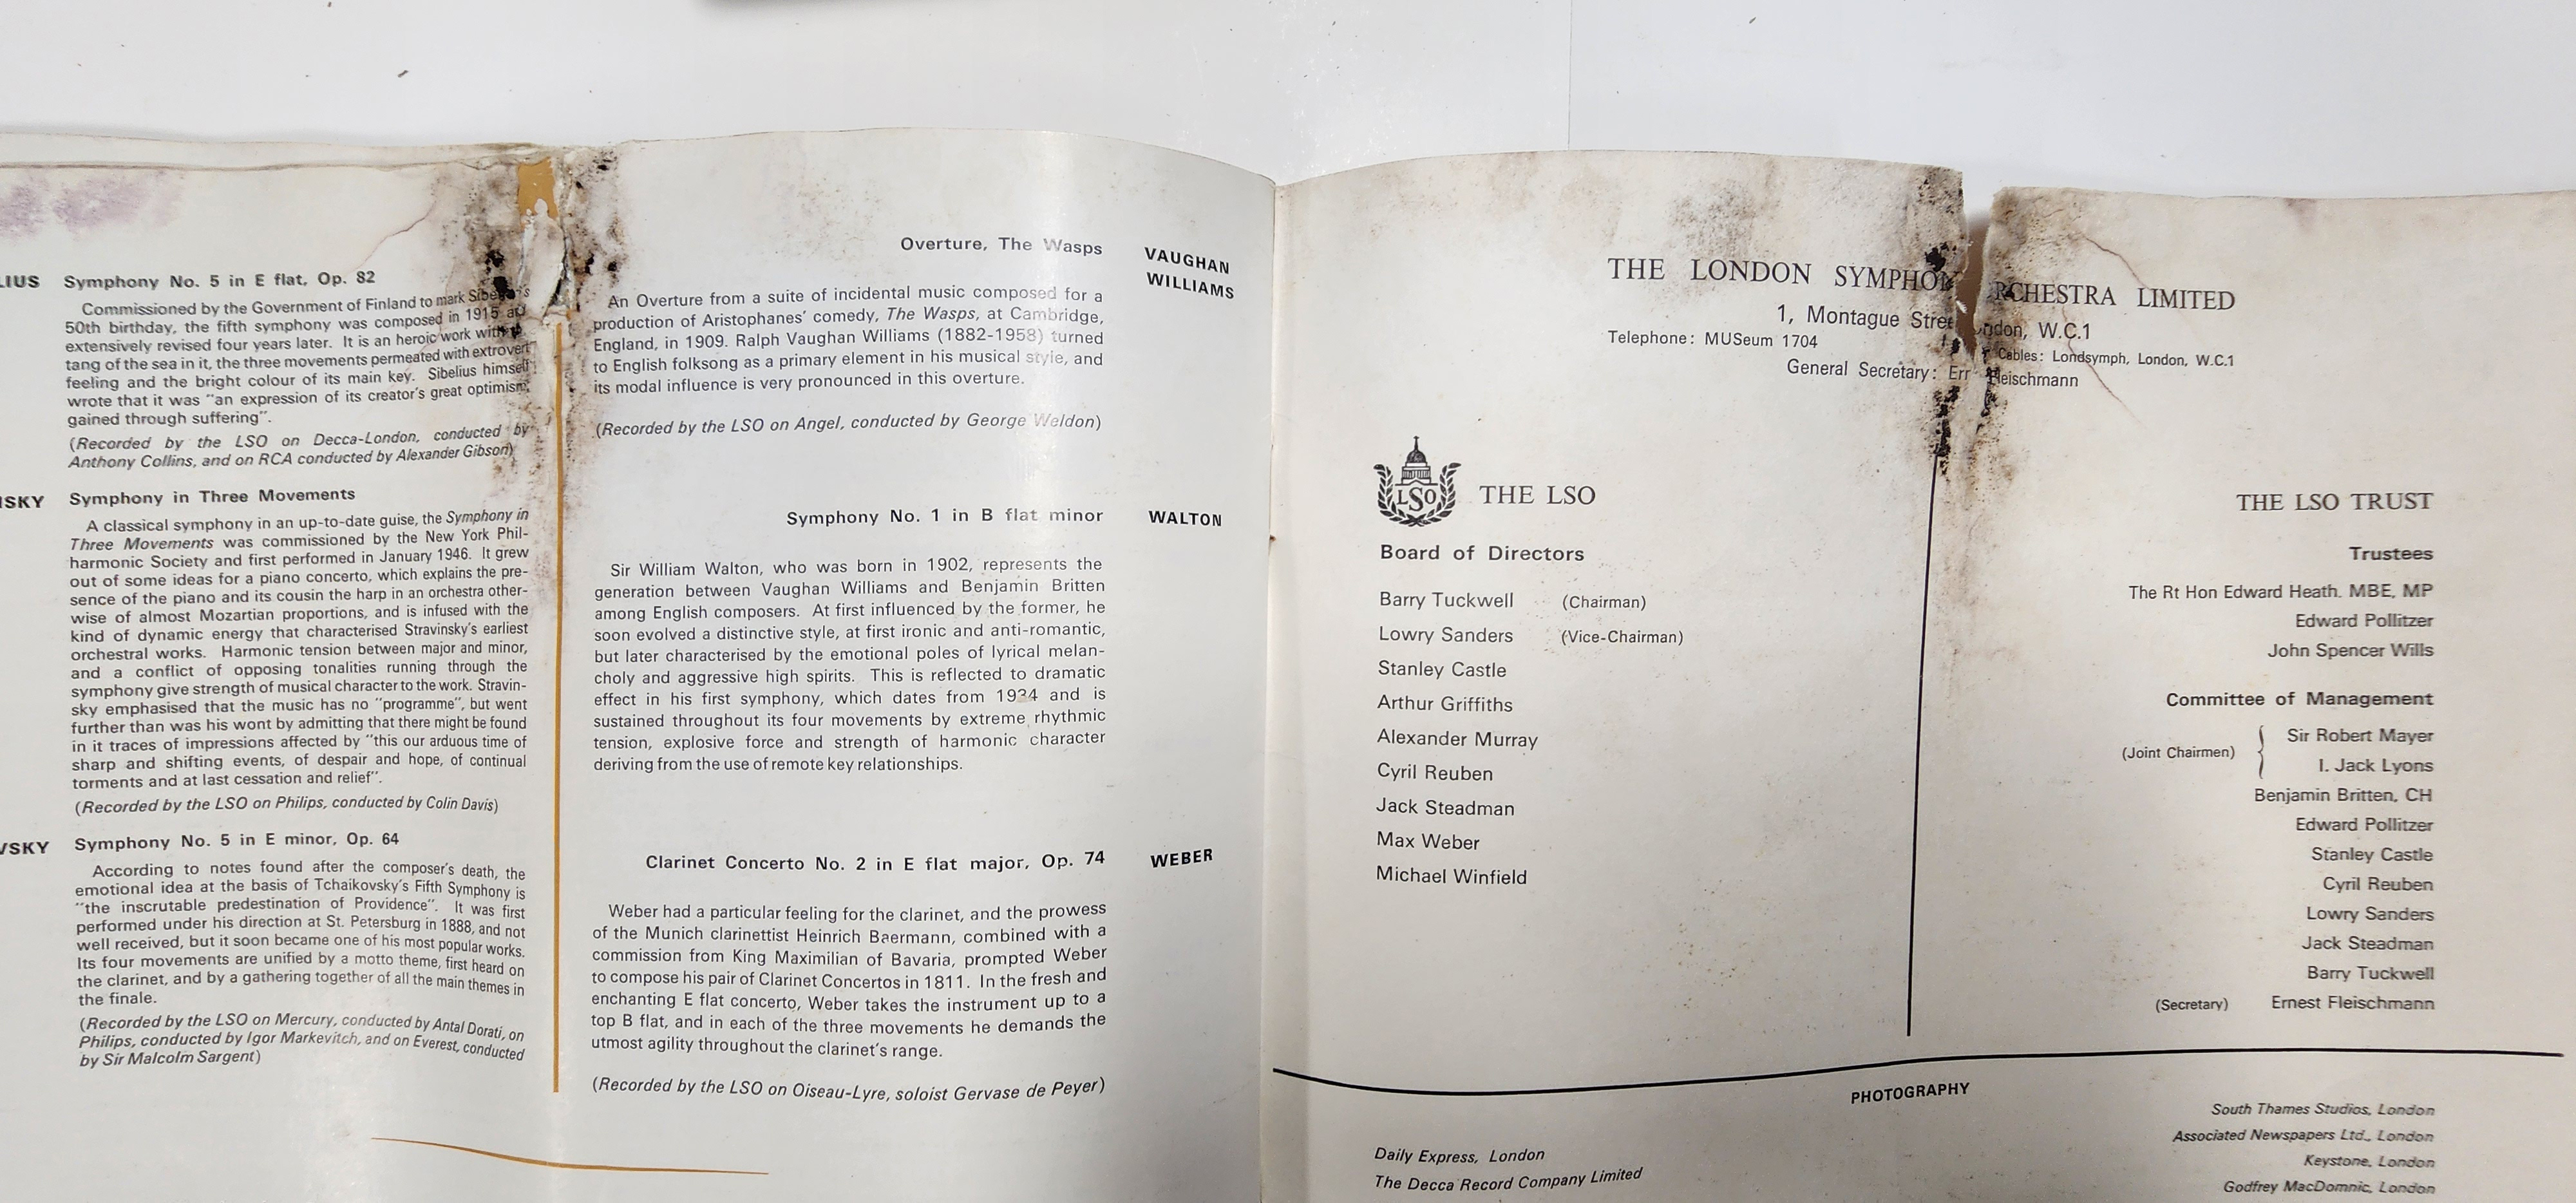 LIUS Symphony No. 5 in E flat, Op. 82
Commissioned by the Government of Finland to mark
50th birthday, the fifth symphony was composed in 1915
extensively revised four years later. It is an heroic work
tang of the sea in it, the three movements permeated with extrovert
feeling and the bright colour of its main key. Sibelius himself
wrote that it was "an expression of its creator's great optimism
gained through suffering".
(Recorded by the LSO on Decca-London, conducted by
Anthony Collins, and on RCA conducted by Alexander Gibson)
SKY Symphony in Three Movements
A classical symphony in an up-to-date guise, the Symphony in
Three Movements was commissioned by the New York Phil-
harmonic Society and first performed in January 1946. It grew
out of some ideas for a piano concerto, which explains the pre-
sence of the piano and its cousin the harp in an orchestra other-
wise of almost Mozartian proportions, and is infused with the
kind of dynamic energy that characterised Stravinsky's earliest
orchestral works. Harmonic tension between major and minor,
and a conflict of opposing tonalities running through the
symphony give strength of musical character to the work. Stravin-
sky emphasised that the music has no "programme", but went
further than was his wont by admitting that there might be found
in it traces of impressions affected by "this our arduous time of
sharp and shifting events, of despair and hope, of continual
torments and at last cessation and relief".
(Recorded by the LSO on Philips, conducted by Colin Davis)
VSKY Symphony No. 5 in E minor, Op. 64
According to notes found after the composer's death, the
emotional idea at the basis of Tchaikovsky's Fifth Symphony is
"the inscrutable predestination of Providence". It was first
performed under his direction at St. Petersburg in 1888, and not
well received, but it soon became one of his most popular works.
Its four movements are unified by a motto theme, first heard on
the clarinet, and by a gathering together of all the main themes in
the finale.
(Recorded by the LSO on Mercury, conducted by Antal Dorati, on
Philips, conducted by Igor Markevitch, and on Everest, conducted
by Sir Malcolm Sargent)
Overture, The Wasps VAUGHAN
WILLIAMS
An Overture from a suite of incidental music composed for a
production of Aristophanes' comedy, The Wasps, at Cambridge,
England, in 1909. Ralph Vaughan Williams (1882-1958) turned
to English folksong as a primary element in his musical style, and
its modal influence is very pronounced in this overture.
(Recorded by the LSO on Angel, conducted by George Weldon)
Symphony No. 1 in B flat minor WALTON
Sir William Walton, who was born in 1902, represents the
generation between Vaughan Williams and Benjamin Britten
among English composers. At first influenced by the former, he
soon evolved a distinctive style, at first ironic and anti-romantic,
but later characterised by the emotional poles of lyrical melan-
choly and aggressive high spirits. This is reflected to dramatic
effect in his first symphony, which dates from 1934 and is
sustained throughout its four movements by extreme rhythmic
tension, explosive force and strength of harmonic character
deriving from the use of remote key relationships.
Clarinet Concerto No. 2 in E flat major, Op. 74 WEBER
Weber had a particular feeling for the clarinet, and the prowess
of the Munich clarinettist Heinrich Baermann, combined with a
commission from King Maximilian of Bavaria, prompted Weber
to compose his pair of Clarinet Concertos in 1811. In the fresh and
enchanting E flat concerto, Weber takes the instrument up to a
top B flat, and in each of the three movements he demands the
utmost agility throughout the clarinet's range.
(Recorded by the LSO on Oiseau-Lyre, soloist Gervase de Peyer)
THE LONDON SYMPHON RCHESTRA LIMITED
1, Montague Stree ndon, W.C.1
Telephone: MUSeum 1704 Cables: Londsymph, London, W.C.1
General Secretary: Fleischmann
LSO THE LSO
Board of Directors
Barry Tuckwell (Chairman)
Lowry Sanders (Vice-Chairman)
Stanley Castle
Arthur Griffiths
Alexander Murray
Cyril Reuben
Jack Steadman
Max Weber
Michael Winfield
THE LSO TRUST
Trustees
The Rt Hon Edward Heath. MBE, MP
Edward Pollitzer
John Spencer Wills
Committee of Management
(Joint Chairmen) { Sir Robert Mayer
I. Jack Lyons
Benjamin Britten, CH
Edward Pollitzer
Stanley Castle
Cyril Reuben
Lowry Sanders
Jack Steadman
Barry Tuckwell
(Secretary) Ernest Fleischmann
PHOTOGRAPHY
Daily Express, London
The Decca Record Company Limited
South Thames Studios, London
Associated Newspapers Ltd., London
Keystone, London
Godfrey MacDomnic, London